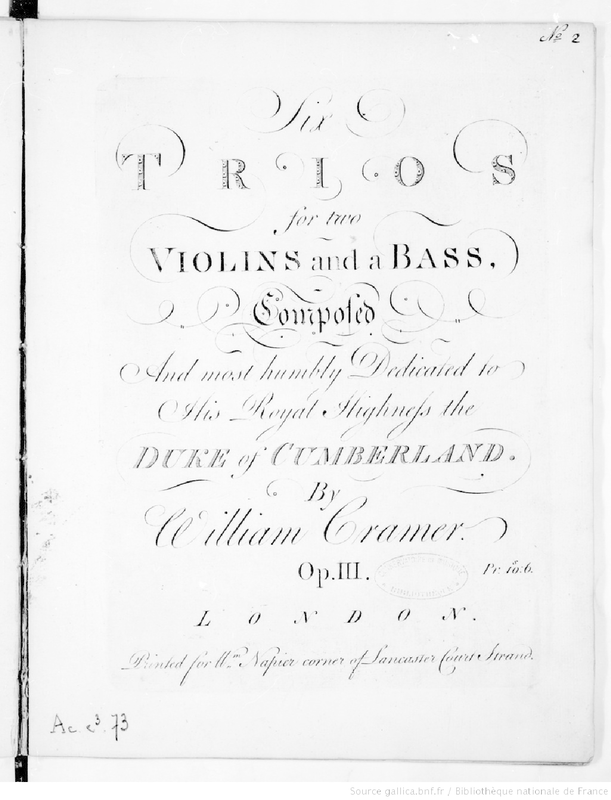 No. 2
Six
TRIOS
for two
VIOLINS and a BASS,
Composed
And most humbly Dedicated to
His Royal Highneſs the
DUKE of CUMBERLAND.
By
William Cramer.
Op. III.
Pr. 10s. 6.
LONDON.
Printed for Wm. Napier corner of Lancaster Court Strand.
Ac. e3. 73
Source gallica.bnf.fr / Bibliothèque nationale de France